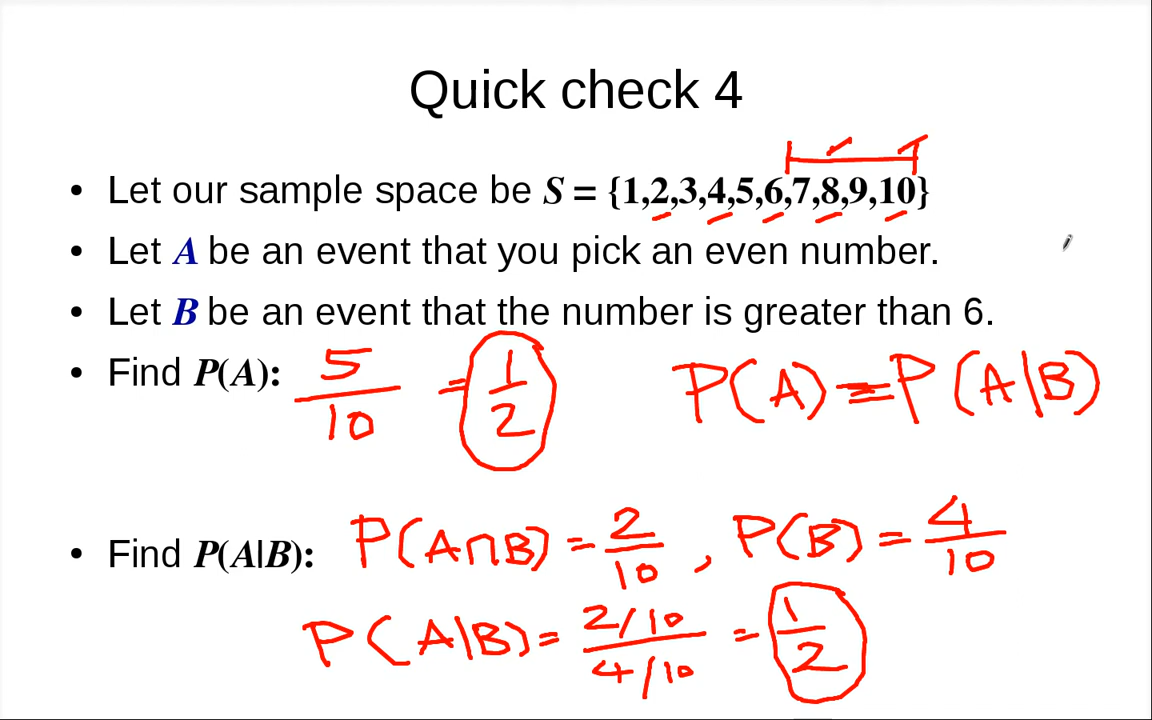 Quick check 4
• Let our sample space be S = {1,2,3,4,5,6,7,8,9,10}
• Let A be an event that you pick an even number.
• Let B be an event that the number is greater than 6.
• Find P(A): 5/10 = 1/2 P(A) = P(A|B)
• Find P(A|B): P(A∩B) = 2/10 , P(B) = 4/10
P(A|B) = 2/10 / 4/10 = 1/2